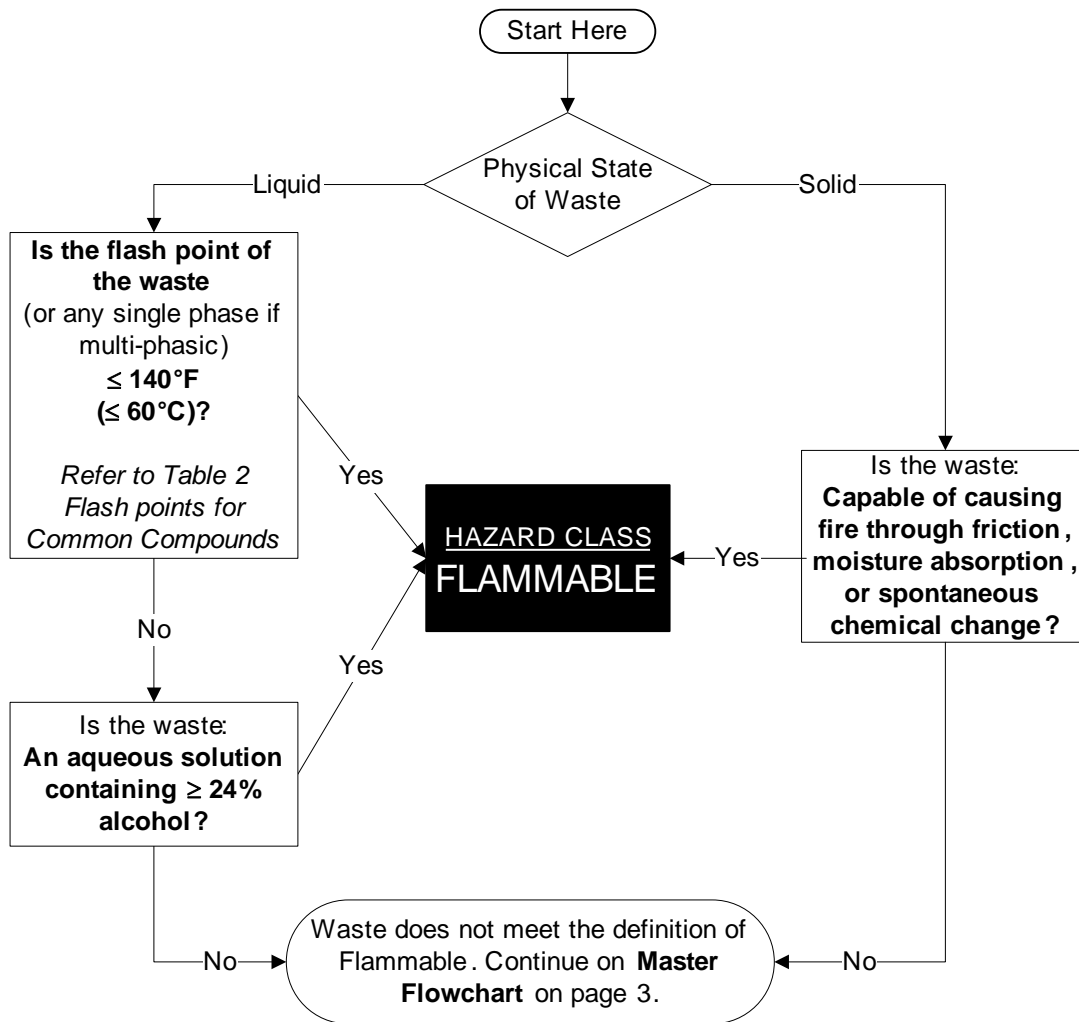 Start Here
Physical State
of Waste
Liquid
Solid
Is the flash point of
the waste
(or any single phase if
multi-phasic)
≤ 140°F
(≤ 60°C)?
Refer to Table 2
Flash points for
Common Compounds
Yes
HAZARD CLASS
FLAMMABLE
Yes
Is the waste:
Capable of causing
fire through friction,
moisture absorption,
or spontaneous
chemical change?
No
Yes
Is the waste:
An aqueous solution
containing ≥ 24%
alcohol?
No
Waste does not meet the definition of
Flammable. Continue on Master
Flowchart on page 3.
No